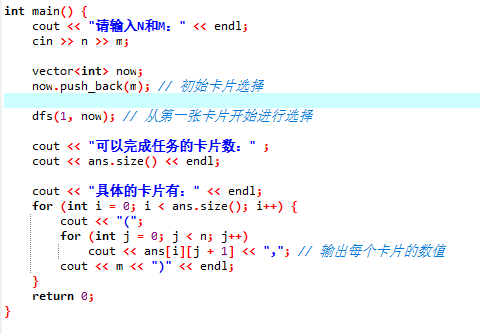 int main() {
cout << "请输入N和M: " << endl;
cin >> n >> m;
vector<int> now;
now.push_back(m); // 初始卡片选择
dfs(1, now); // 从第一张卡片开始进行选择
cout << "可以完成任务的卡片数: " ;
cout << ans.size() << endl;
cout << "具体的卡片有: " << endl;
for (int i = 0; i < ans.size(); i++) {
cout << "(";
for (int j = 0; j < n; j++)
cout << ans[i][j + 1] << ","; // 输出每个卡片的数值
cout << m << ")" << endl;
}
return 0;
}